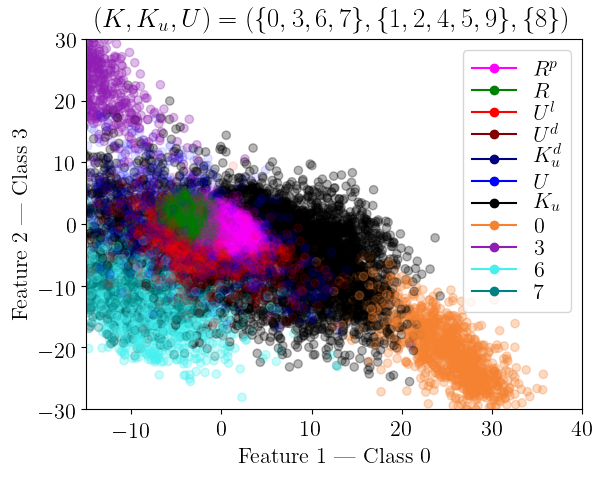 (K, K_u, U) = ({0, 3, 6, 7}, {1, 2, 4, 5, 9}, {8})
30
20
10
0
−10
−20
−30
Feature 2 — Class 3
R^p
R
U^l
U^d
K_u^d
U
K_u
0
3
6
7
−10
0
10
20
30
40
Feature 1 — Class 0